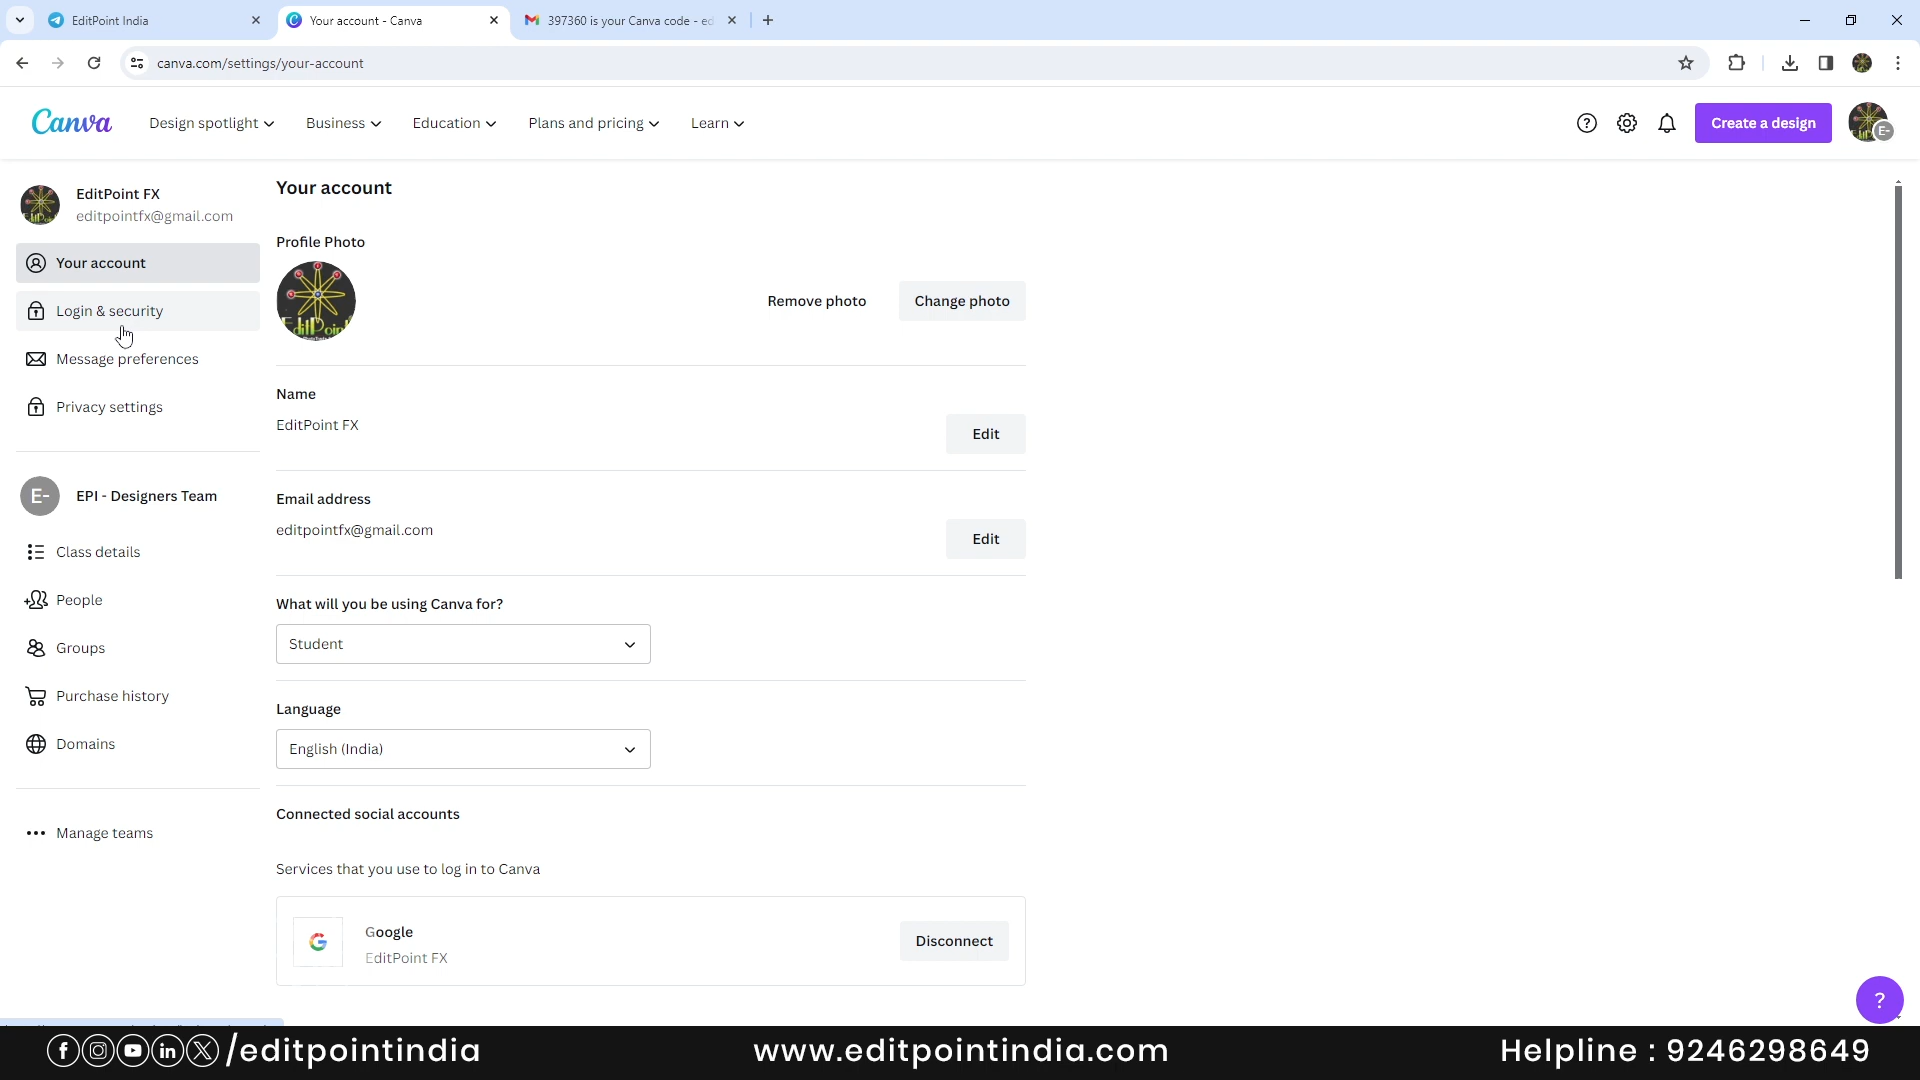 EditPoint India
Your account - Canva
397360 is your Canva code - ed
canva.com/settings/your-account
Canva
Design spotlight
Business
Education
Plans and pricing
Learn
Create a design
E-
EditPoint FX
editpointfx@gmail.com
Your account
Login & security
Message preferences
Privacy settings
E-
EPI - Designers Team
Class details
People
Groups
Purchase history
Domains
Manage teams
Your account
Profile Photo
EditPoint
Remove photo
Change photo
Name
EditPoint FX
Edit
Email address
editpointfx@gmail.com
Edit
What will you be using Canva for?
Student
Language
English (India)
Connected social accounts
Services that you use to log in to Canva
Google
EditPoint FX
Disconnect
?
/editpointindia
www.editpointindia.com
Helpline : 9246298649